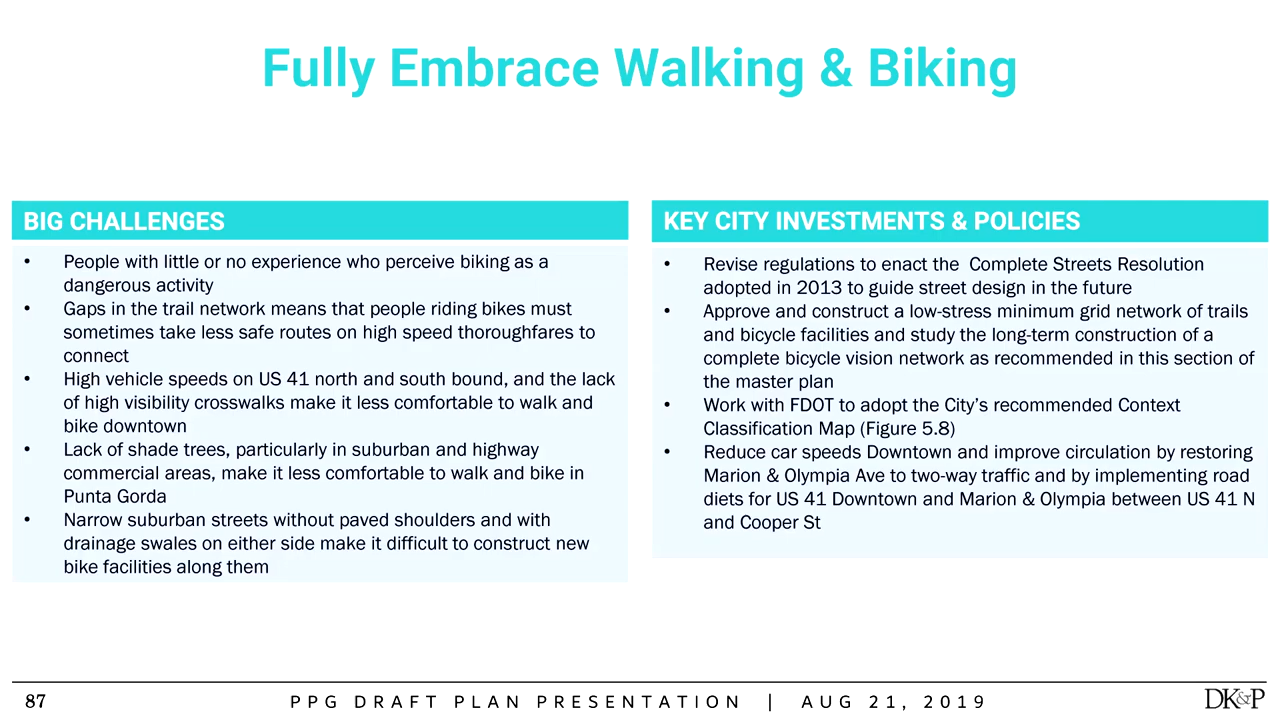 Fully Embrace Walking & Biking
BIG CHALLENGES
• People with little or no experience who perceive biking as a
dangerous activity
• Gaps in the trail network means that people riding bikes must
sometimes take less safe routes on high speed thoroughfares to
connect
• High vehicle speeds on US 41 north and south bound, and the lack
of high visibility crosswalks make it less comfortable to walk and
bike downtown
• Lack of shade trees, particularly in suburban and highway
commercial areas, make it less comfortable to walk and bike in
Punta Gorda
• Narrow suburban streets without paved shoulders and with
drainage swales on either side make it difficult to construct new
bike facilities along them
KEY CITY INVESTMENTS & POLICIES
• Revise regulations to enact the  Complete Streets Resolution
adopted in 2013 to guide street design in the future
• Approve and construct a low-stress minimum grid network of trails
and bicycle facilities and study the long-term construction of a
complete bicycle vision network as recommended in this section of
the master plan
• Work with FDOT to adopt the City’s recommended Context
Classification Map (Figure 5.8)
• Reduce car speeds Downtown and improve circulation by restoring
Marion & Olympia Ave to two-way traffic and by implementing road
diets for US 41 Downtown and Marion & Olympia between US 41 N
and Cooper St
87
PPG DRAFT PLAN PRESENTATION | AUG 21, 2019
DK&P